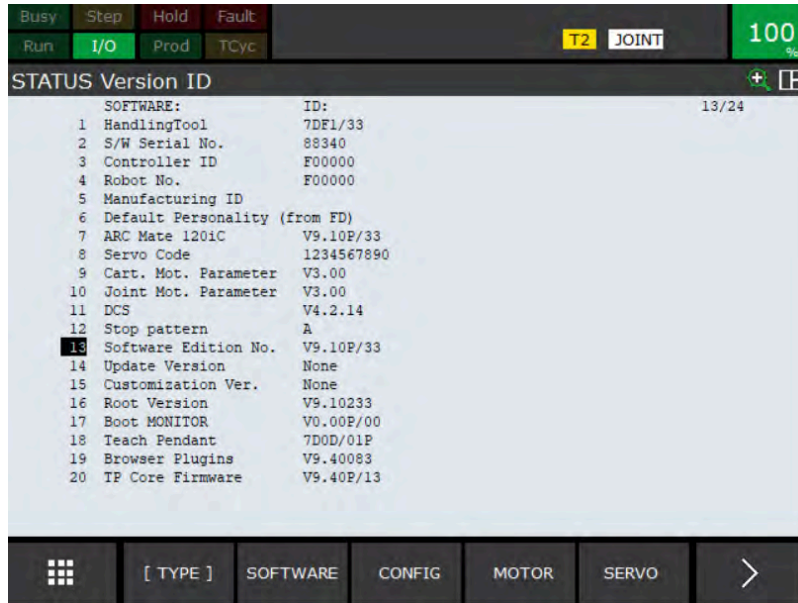 Busy Step Hold Fault
Run I/O Prod TCyc T2 JOINT 100 %
STATUS Version ID
SOFTWARE: ID: 13/24
1 HandlingTool 7DF1/33
2 S/W Serial No. 88340
3 Controller ID F00000
4 Robot No. F00000
5 Manufacturing ID
6 Default Personality (from FD)
7 ARC Mate 120iC V9.10P/33
8 Servo Code 1234567890
9 Cart. Mot. Parameter V3.00
10 Joint Mot. Parameter V3.00
11 DCS V4.2.14
12 Stop pattern A
13 Software Edition No. V9.10P/33
14 Update Version None
15 Customization Ver. None
16 Root Version V9.10233
17 Boot MONITOR V0.00P/00
18 Teach Pendant 7D0D/01P
19 Browser Plugins V9.40083
20 TP Core Firmware V9.40P/13
[ TYPE ] SOFTWARE CONFIG MOTOR SERVO >